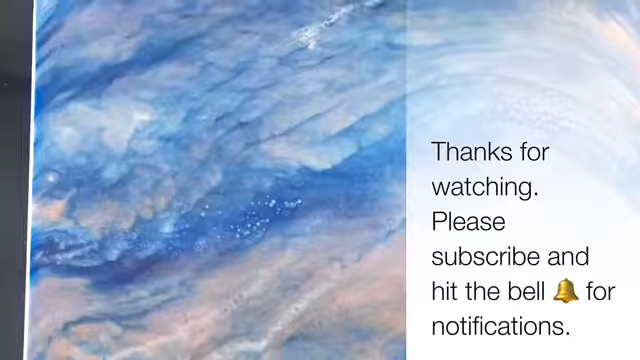 Thanks for
watching.
Please
subscribe and
hit the bell 🔔 for
notifications.